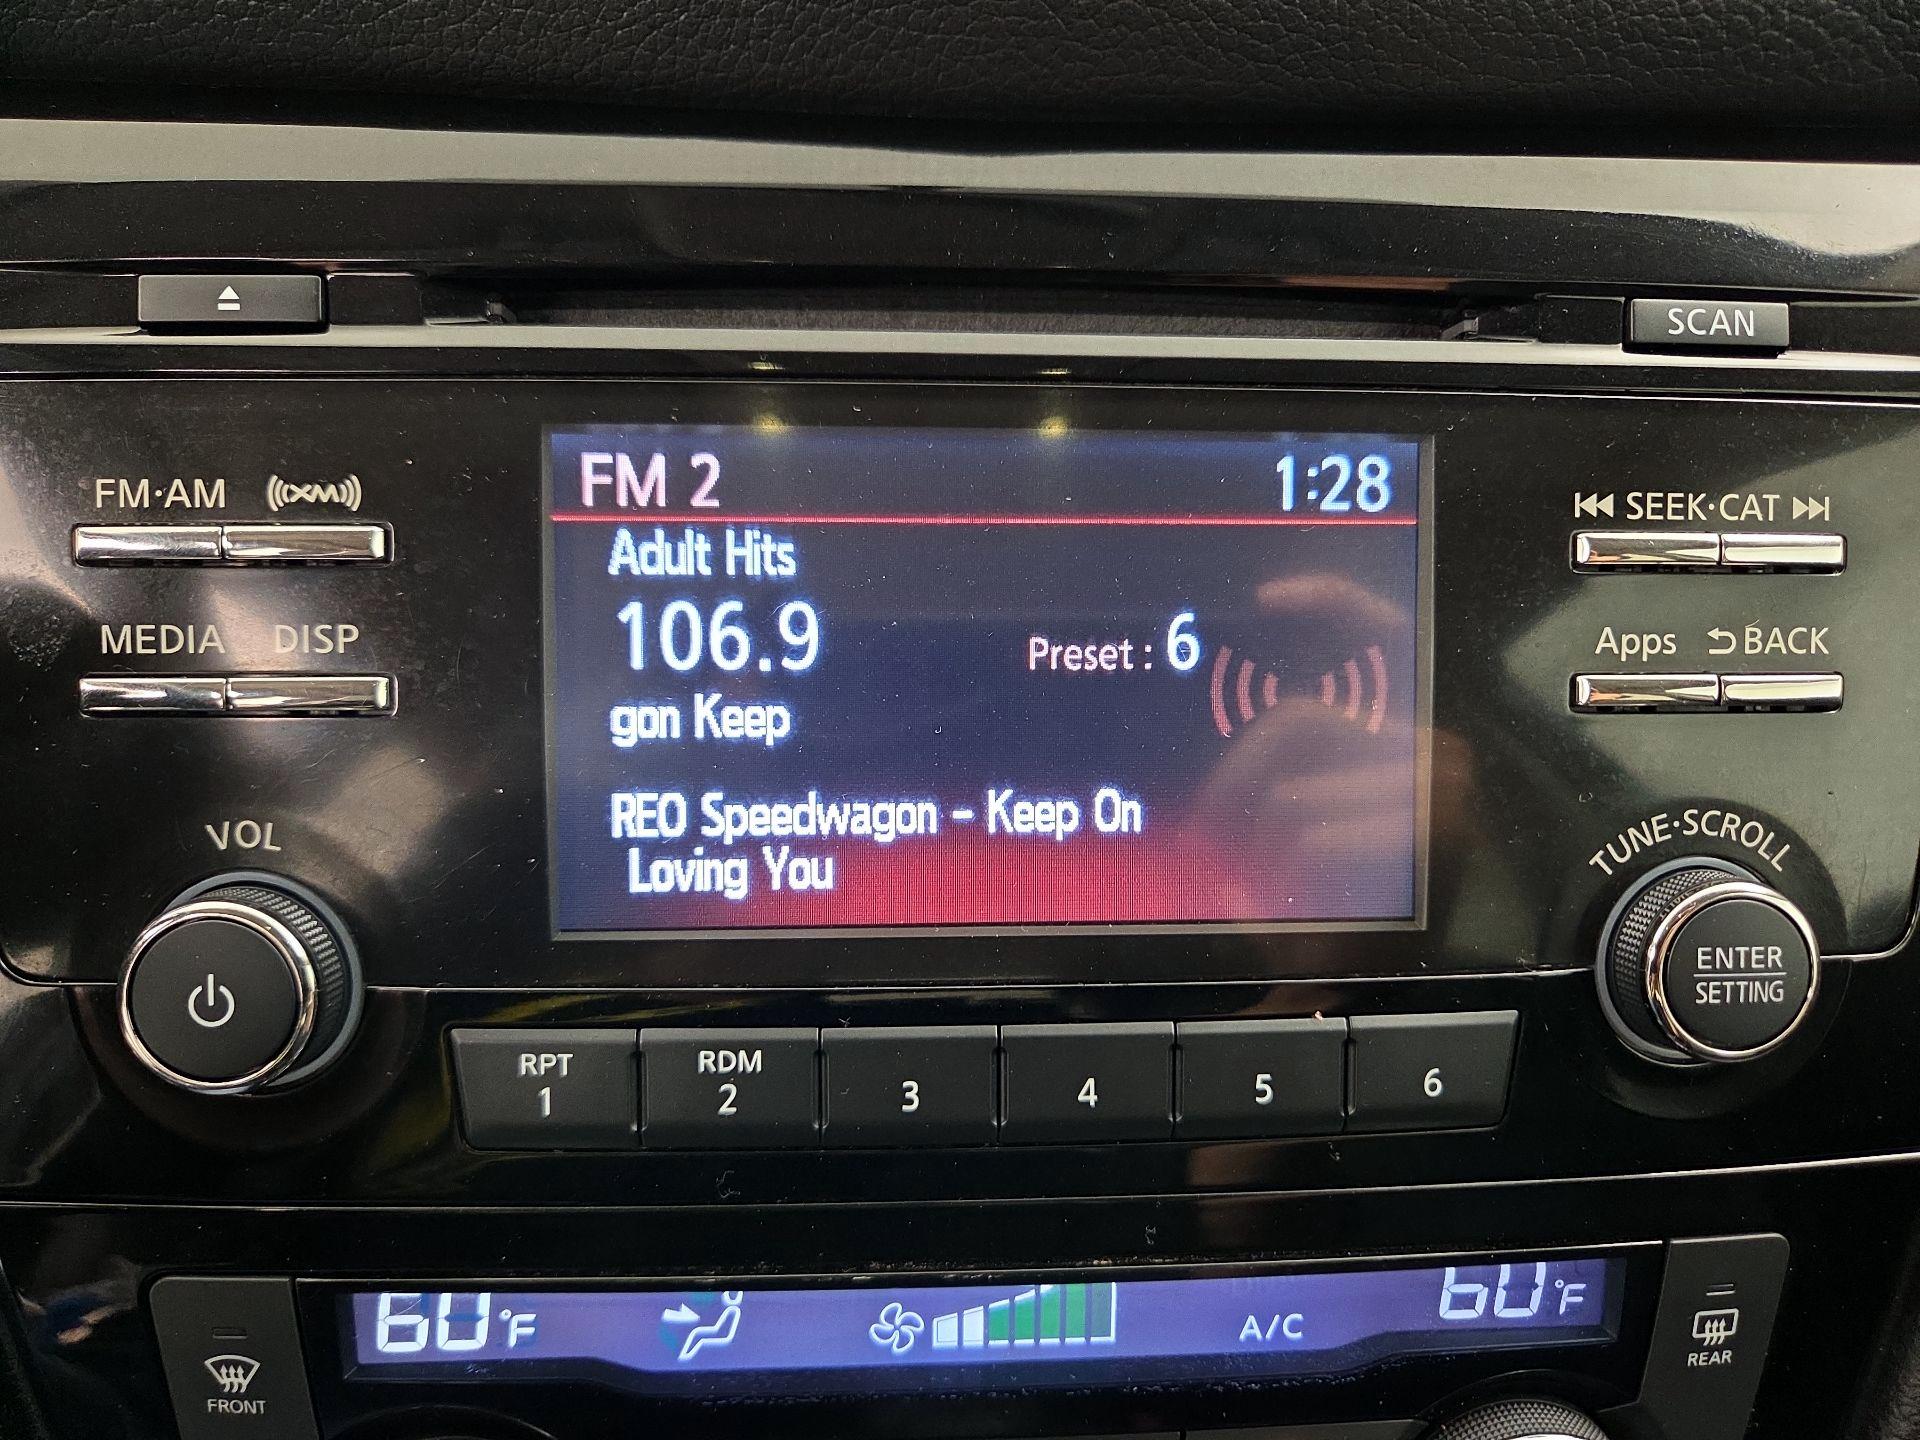 SCAN
FM·AM XM
SEEK·CAT
MEDIA DISP
Apps BACK
FM 2 1:28
Adult Hits
106.9 Preset : 6
gon Keep
REO Speedwagon - Keep On
Loving You
VOL
TUNE·SCROLL
ENTER
SETTING
RPT
1
RDM
2
3
4
5
6
60°F A/C 60°F
FRONT
REAR